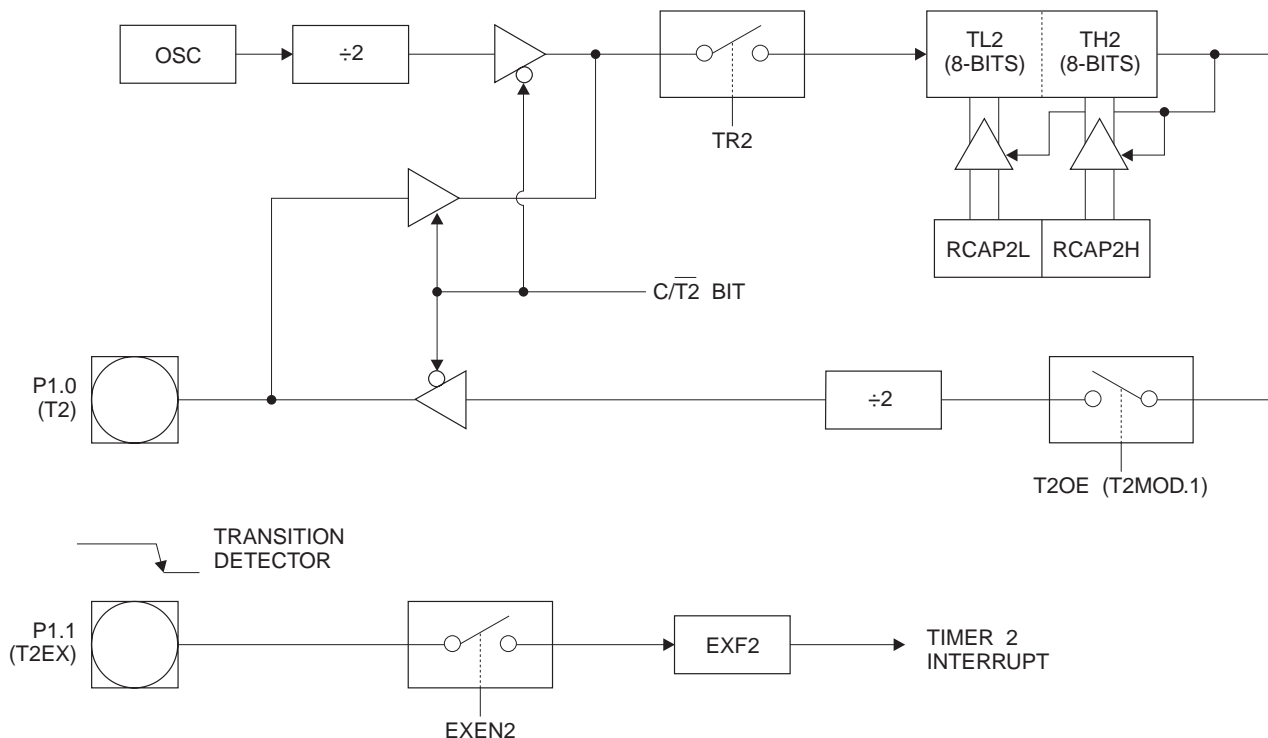 OSC
÷2
TR2
TL2
(8-BITS)
TH2
(8-BITS)
RCAP2L
RCAP2H
C/T2̅ BIT
P1.0
(T2)
÷2
T2OE (T2MOD.1)
TRANSITION
DETECTOR
P1.1
(T2EX)
EXEN2
EXF2
TIMER 2
INTERRUPT